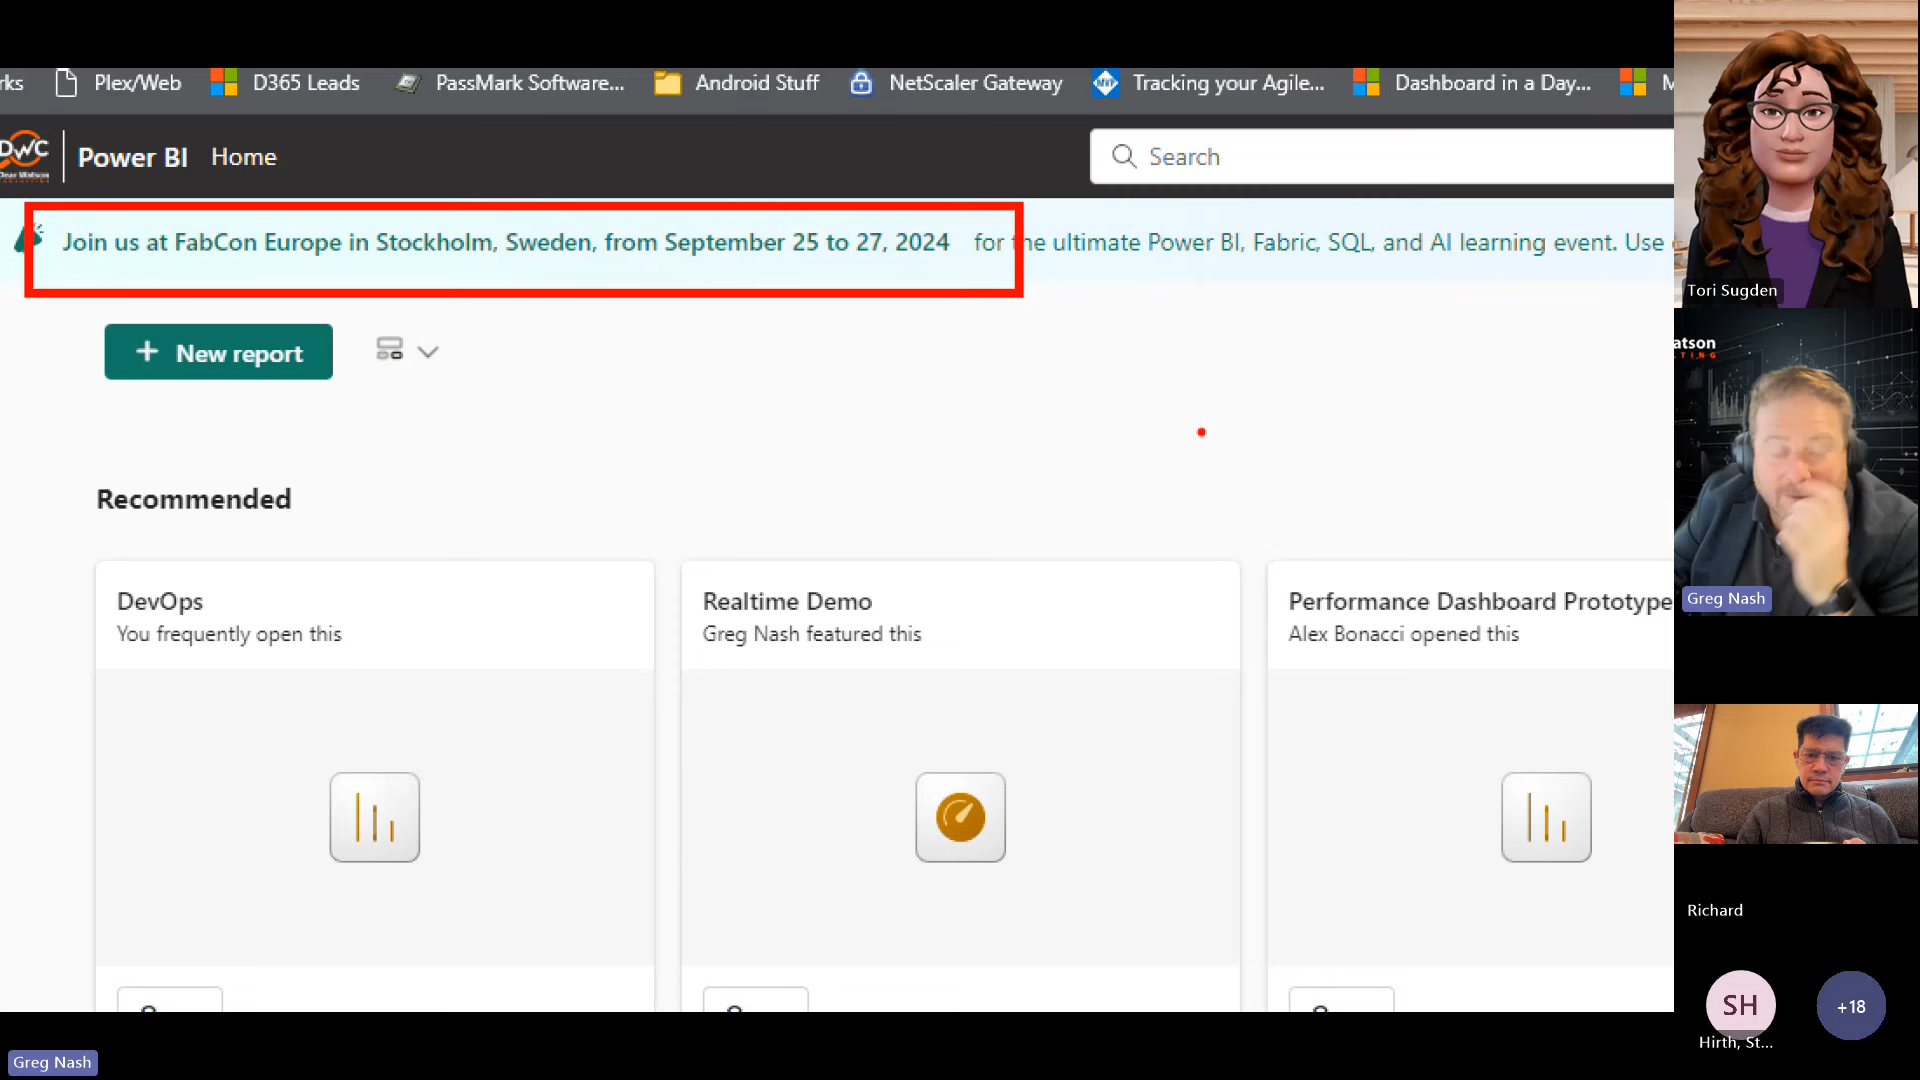 rks Plex/Web D365 Leads PassMark Software... Android Stuff NetScaler Gateway Tracking your Agile... Dashboard in a Day... M
DWC
Dear Watson
Power BI Home
Search
Join us at FabCon Europe in Stockholm, Sweden, from September 25 to 27, 2024 for the ultimate Power BI, Fabric, SQL, and AI learning event. Use
+ New report
Recommended
DevOps
You frequently open this
Realtime Demo
Greg Nash featured this
Performance Dashboard Prototype
Alex Bonacci opened this
Tori Sugden
atson
TING
Greg Nash
Richard
SH
+18
Hirth, St...
Greg Nash